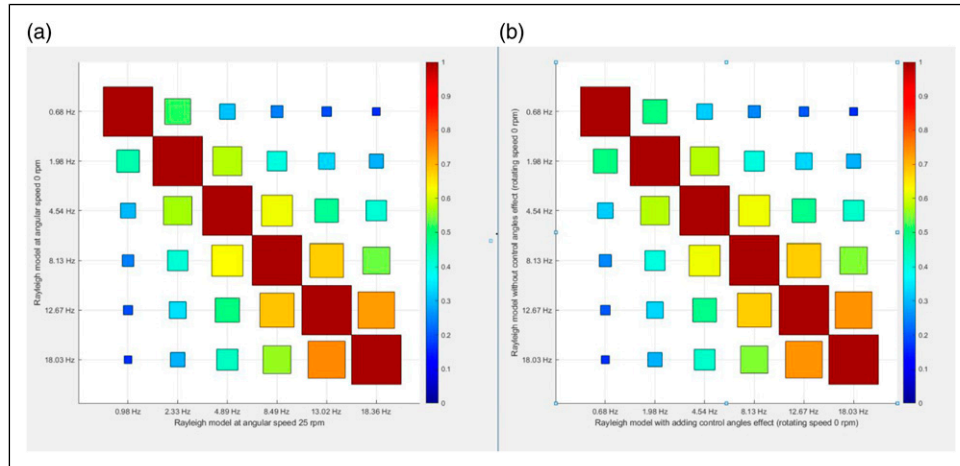 (a)
(b)
Rayleigh model at angular speed 0 rpm
0.68 Hz
1.98 Hz
4.54 Hz
8.13 Hz
12.67 Hz
18.03 Hz
0.98 Hz 2.33 Hz 4.89 Hz 8.49 Hz 13.02 Hz 18.36 Hz
Rayleigh model at angular speed 25 rpm
1
0.9
0.8
0.7
0.6
0.5
0.4
0.3
0.2
0.1
0
Rayleigh model without control angles effect (rotating speed 0 rpm)
0.68 Hz
1.98 Hz
4.54 Hz
8.13 Hz
12.67 Hz
18.03 Hz
0.68 Hz 1.98 Hz 4.54 Hz 8.13 Hz 12.67 Hz 18.03 Hz
Rayleigh model with adding control angles effect (rotating speed 0 rpm)
1
0.9
0.8
0.7
0.6
0.5
0.4
0.3
0.2
0.1
0